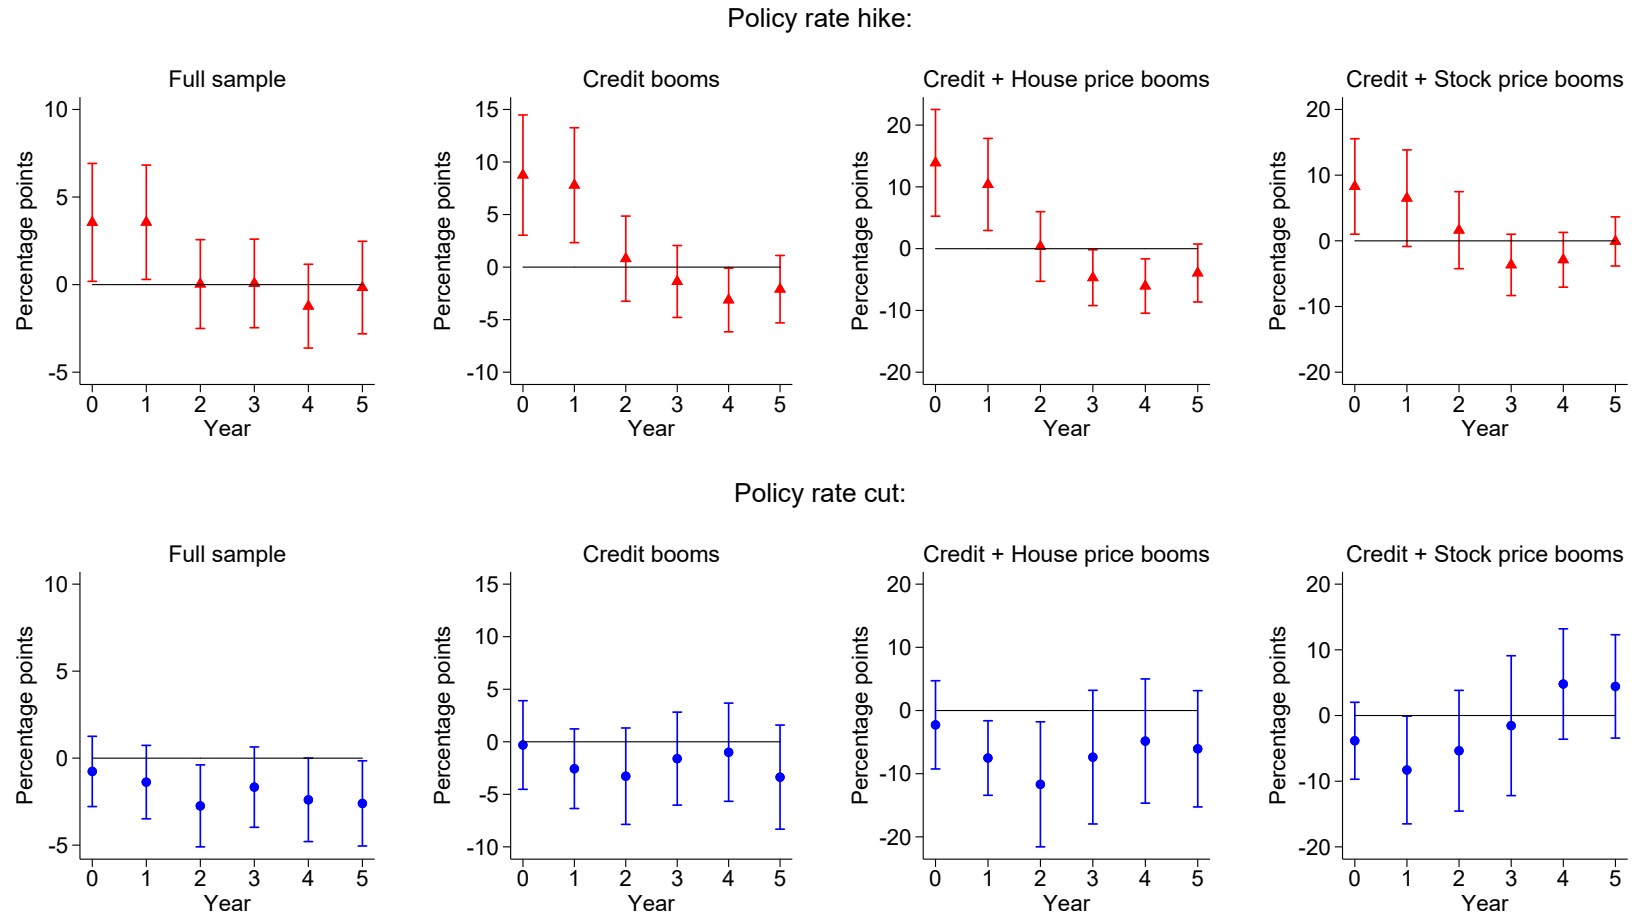 Policy rate hike:
Full sample
Credit booms
Credit + House price booms
Credit + Stock price booms
Percentage points
10
5
0
-5
0 1 2 3 4 5
Year
Percentage points
15
10
5
0
-5
-10
0 1 2 3 4 5
Year
Percentage points
20
10
0
-10
-20
0 1 2 3 4 5
Year
Percentage points
20
10
0
-10
-20
0 1 2 3 4 5
Year
Policy rate cut:
Full sample
Credit booms
Credit + House price booms
Credit + Stock price booms
Percentage points
10
5
0
-5
0 1 2 3 4 5
Year
Percentage points
15
10
5
0
-5
-10
0 1 2 3 4 5
Year
Percentage points
20
10
0
-10
-20
0 1 2 3 4 5
Year
Percentage points
20
10
0
-10
-20
0 1 2 3 4 5
Year